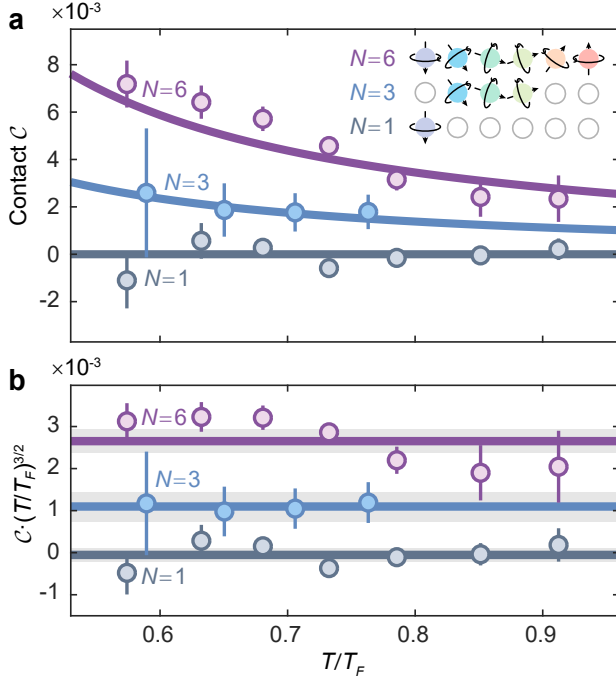 ×10⁻³
a
8
6
4
2
0
-2
Contact C
N=6
N=3
N=1
N=6
N=3
N=1
×10⁻³
b
3
2
1
0
-1
C·(T/T_F)^{3/2}
N=6
N=3
N=1
0.6
0.7
0.8
0.9
T/T_F